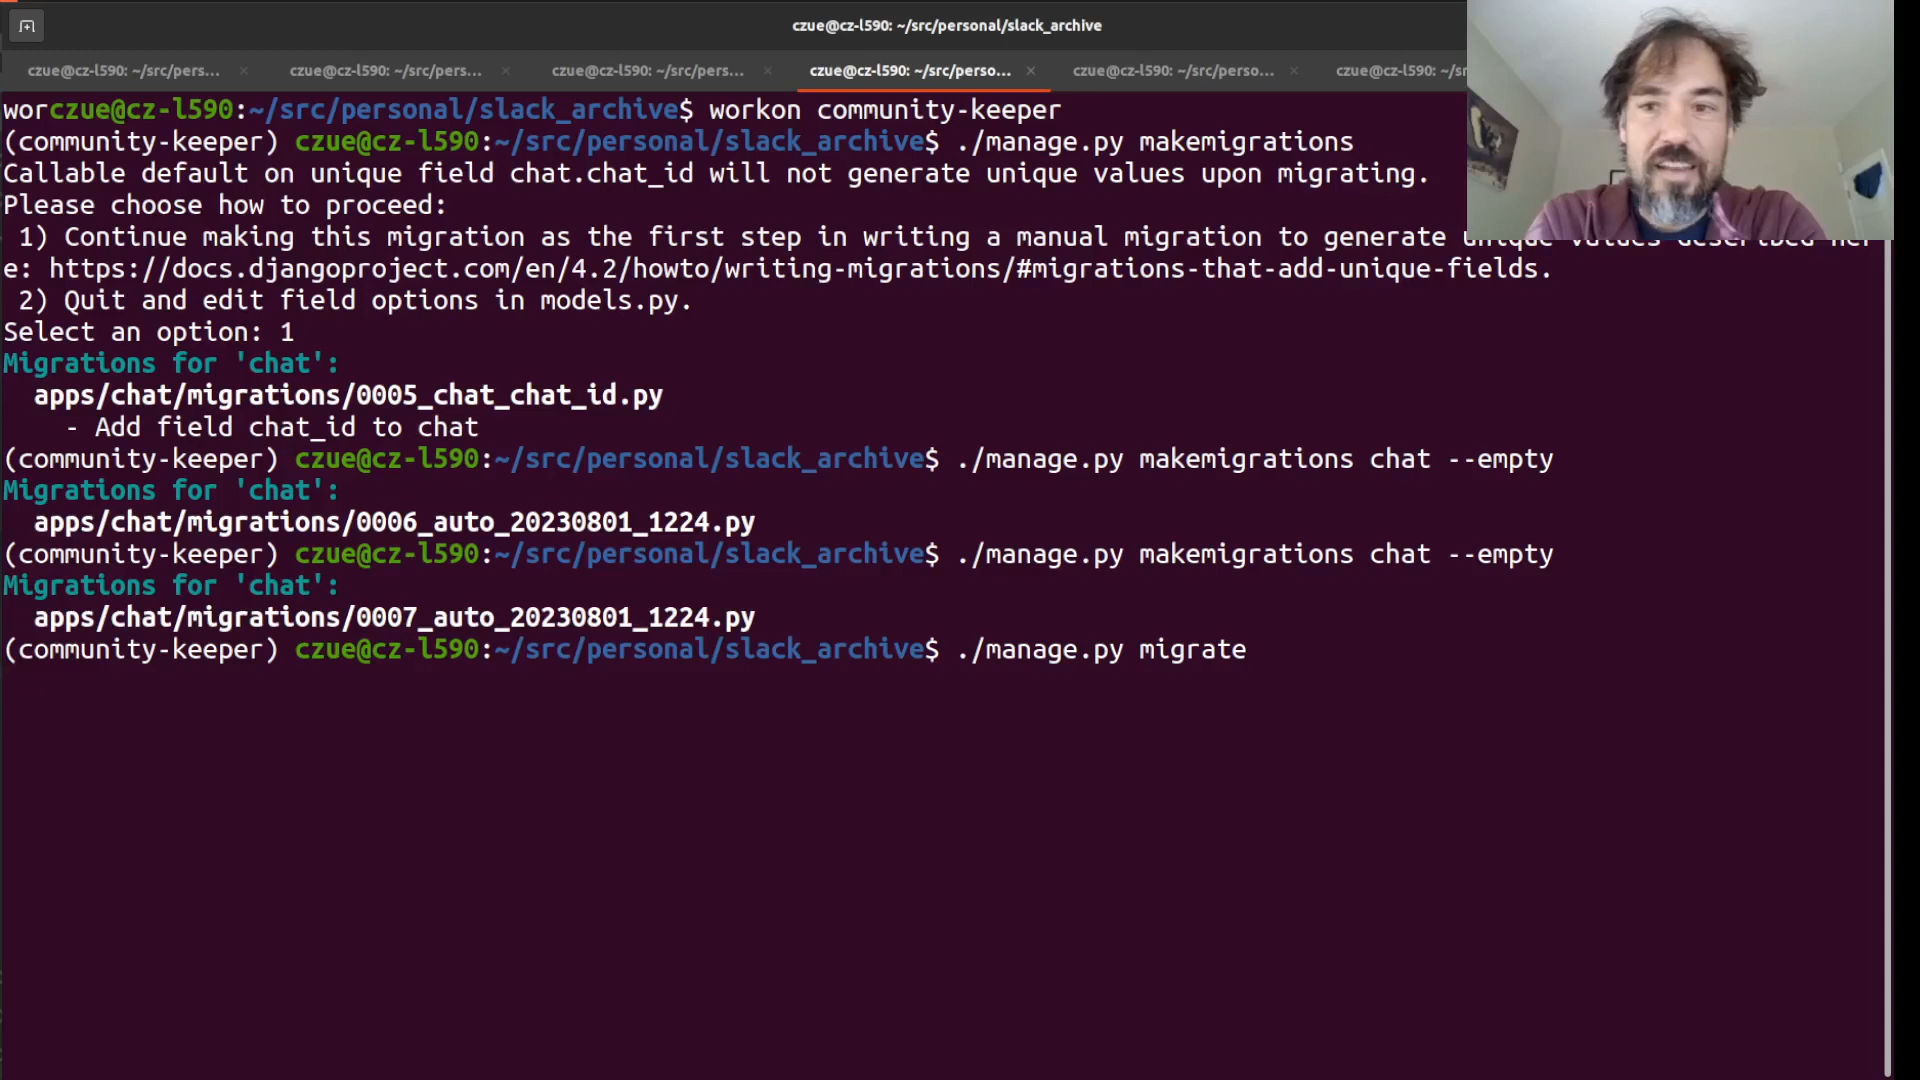 czue@cz-l590: ~/src/personal/slack_archive
czue@cz-l590: ~/src/pers... × czue@cz-l590: ~/src/pers... × czue@cz-l590: ~/src/pers... × czue@cz-l590: ~/src/perso... × czue@cz-l590: ~/src/perso... × czue@cz-l590: ~/sr
worczue@cz-l590:~/src/personal/slack_archive$ workon community-keeper
(community-keeper) czue@cz-l590:~/src/personal/slack_archive$ ./manage.py makemigrations
Callable default on unique field chat.chat_id will not generate unique values upon migrating.
Please choose how to proceed:
 1) Continue making this migration as the first step in writing a manual migration to generate unique values described her
e: https://docs.djangoproject.com/en/4.2/howto/writing-migrations/#migrations-that-add-unique-fields.
 2) Quit and edit field options in models.py.
Select an option: 1
Migrations for 'chat':
  apps/chat/migrations/0005_chat_chat_id.py
    - Add field chat_id to chat
(community-keeper) czue@cz-l590:~/src/personal/slack_archive$ ./manage.py makemigrations chat --empty
Migrations for 'chat':
  apps/chat/migrations/0006_auto_20230801_1224.py
(community-keeper) czue@cz-l590:~/src/personal/slack_archive$ ./manage.py makemigrations chat --empty
Migrations for 'chat':
  apps/chat/migrations/0007_auto_20230801_1224.py
(community-keeper) czue@cz-l590:~/src/personal/slack_archive$ ./manage.py migrate